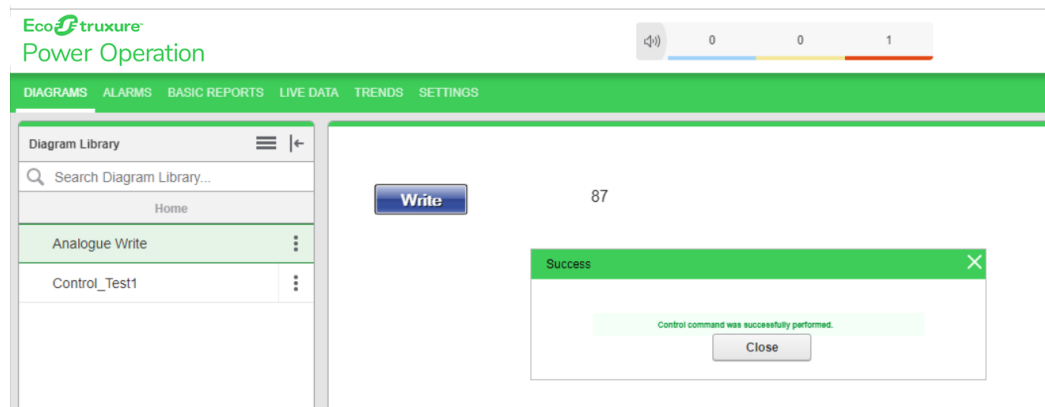 EcoStruxure™
Power Operation
0 0 1
DIAGRAMS ALARMS BASIC REPORTS LIVE DATA TRENDS SETTINGS
Diagram Library
Search Diagram Library...
Home
Analogue Write
Control_Test1
Write 87
Success
Control command was successfully performed.
Close